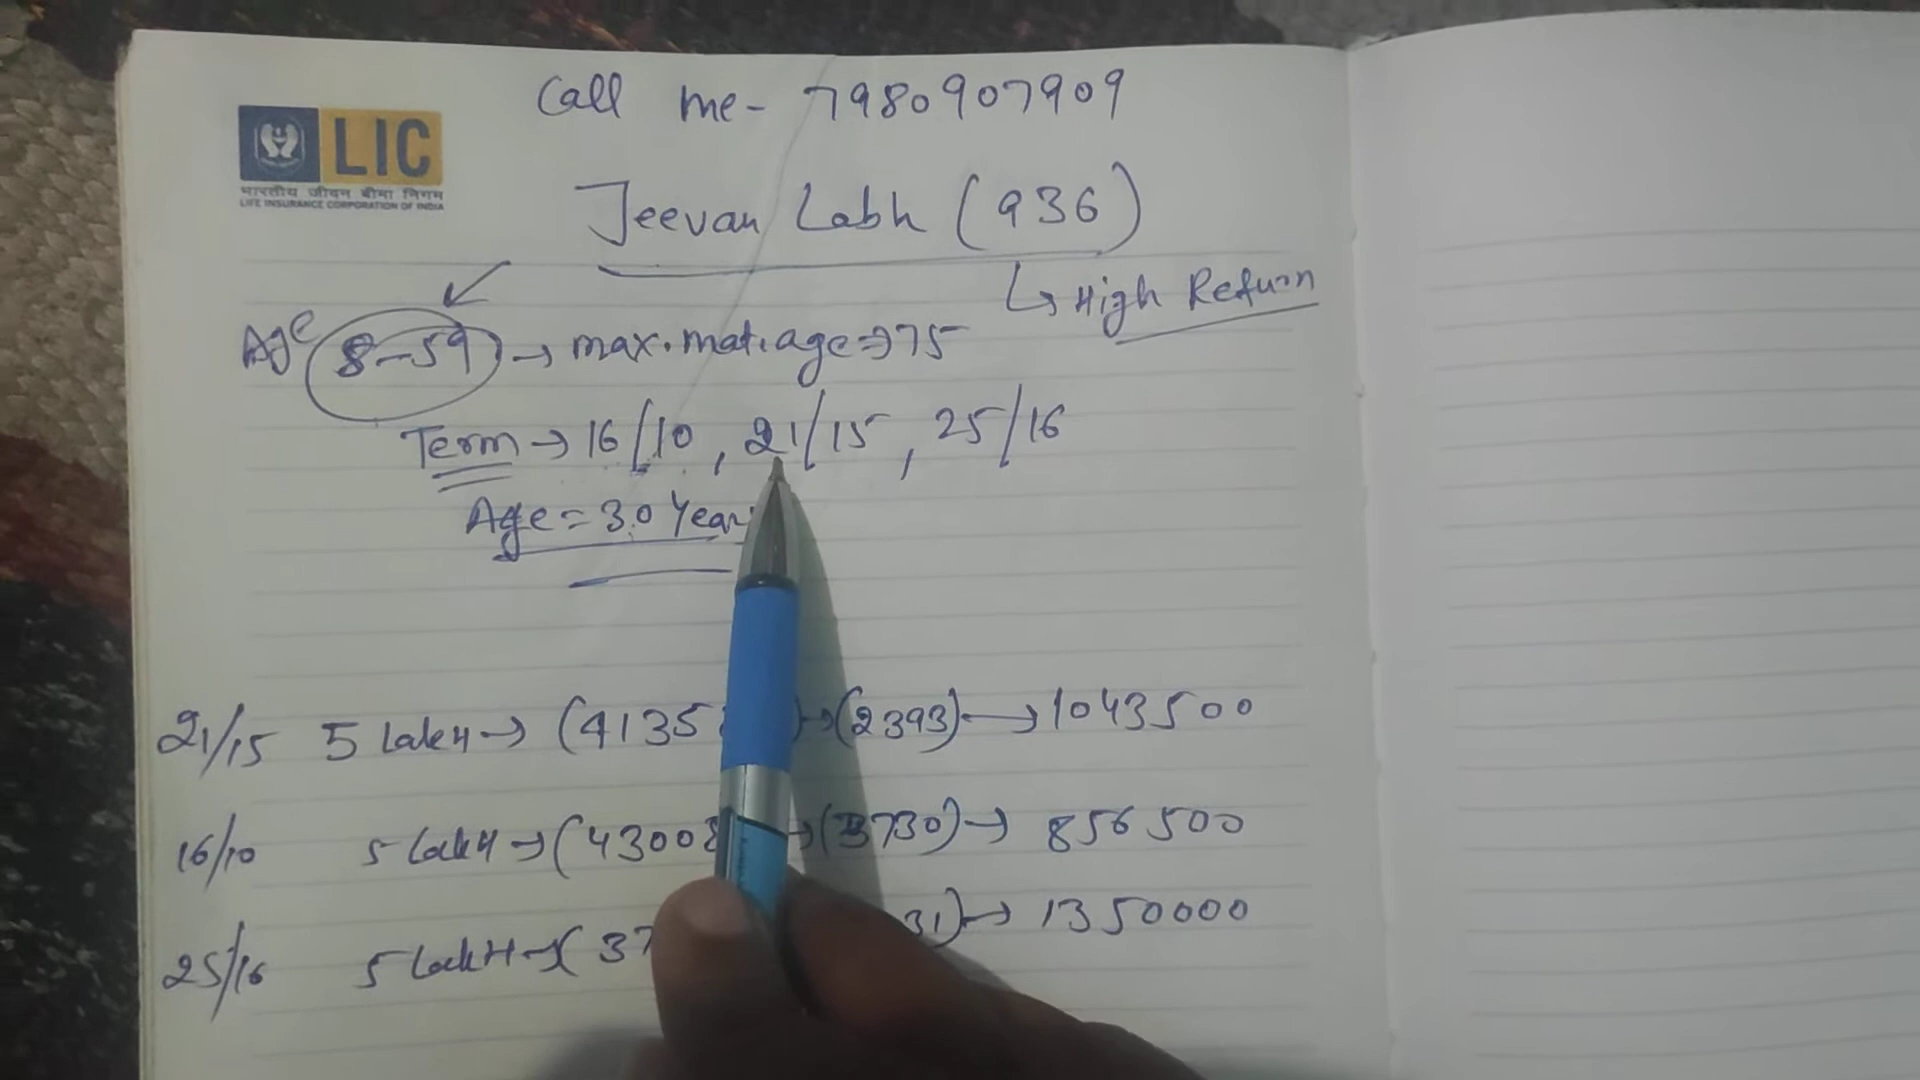 Call me- 7980907909
LIC
भारतीय जीवन बीमा निगम
LIFE INSURANCE CORPORATION OF INDIA
Jeevan Labh (936)
↳ High Return
Age 8-59 → max.mat.age⇒75
Term → 16/10, 21/15, 25/16
Age = 30 Year
21/15 5 Lakh → (4135 )→(2393)→ 1043500
16/10 5 Lakh → (4300 →(3730)→ 856500
25/16 5 Lakh → (37 31)→ 1350000